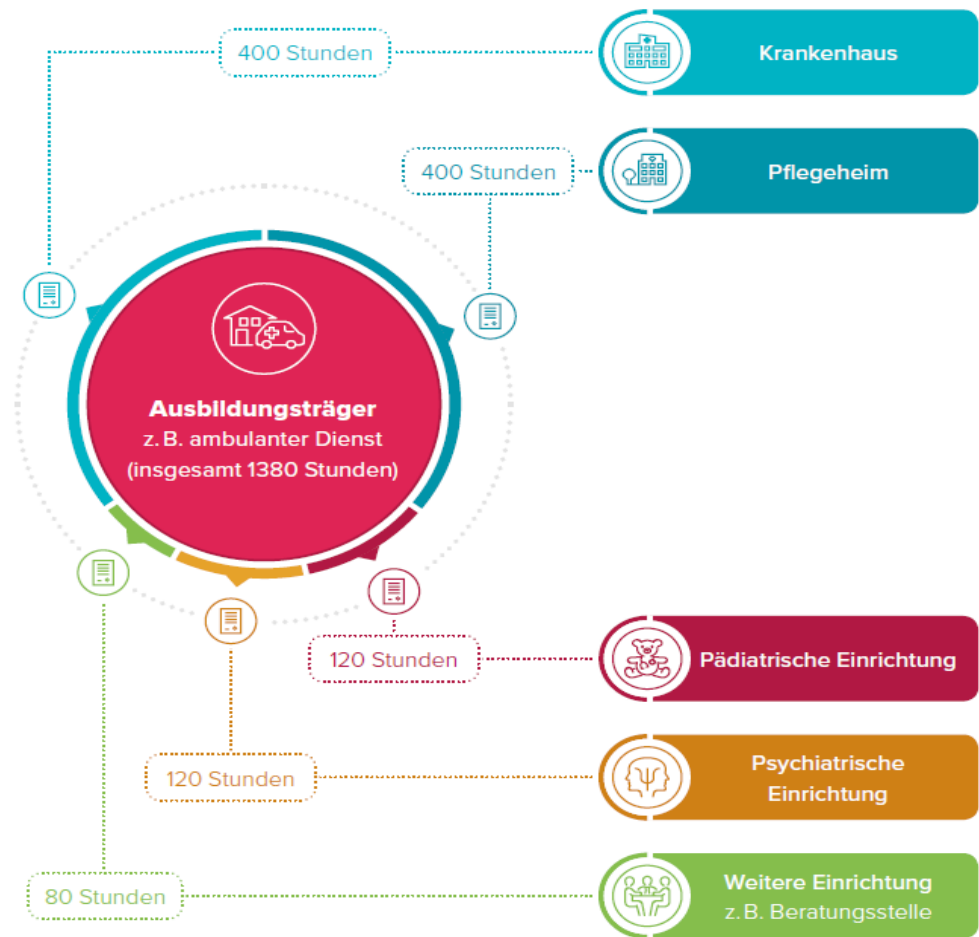 400 Stunden
Krankenhaus
400 Stunden
Pflegeheim
Ausbildungsträger
z. B. ambulanter Dienst
(insgesamt 1380 Stunden)
120 Stunden
Pädiatrische Einrichtung
120 Stunden
Psychiatrische
Einrichtung
80 Stunden
Weitere Einrichtung
z. B. Beratungsstelle